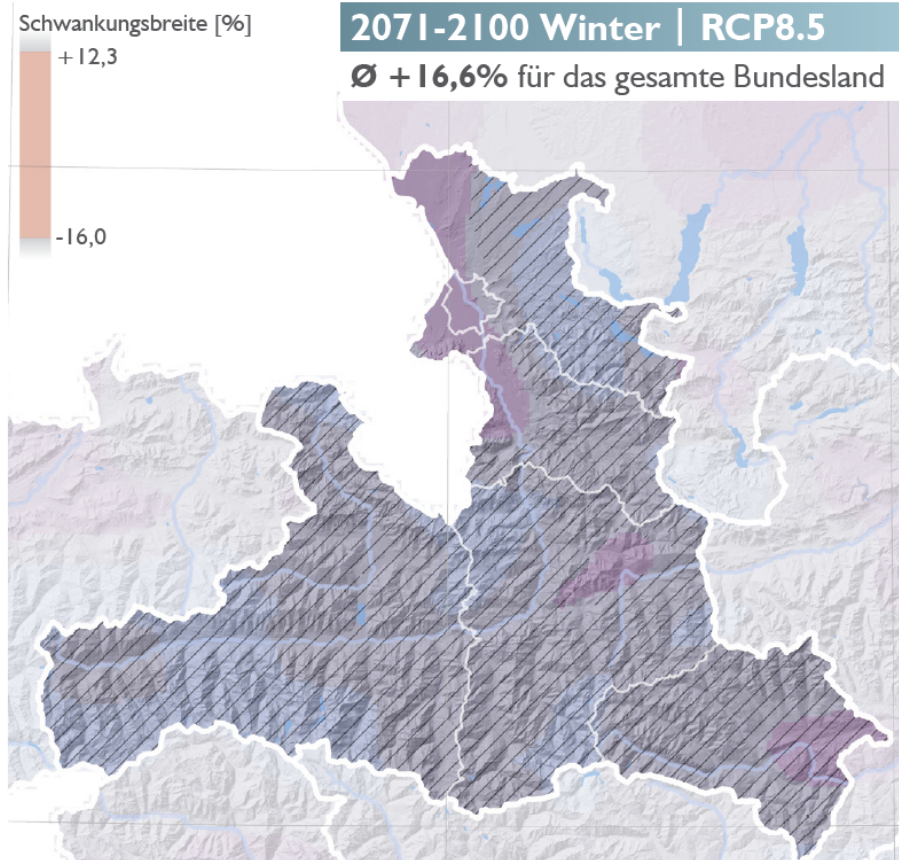 Schwankungsbreite [%]
+12,3
-16,0
2071-2100 Winter | RCP8.5
Ø +16,6% für das gesamte Bundesland